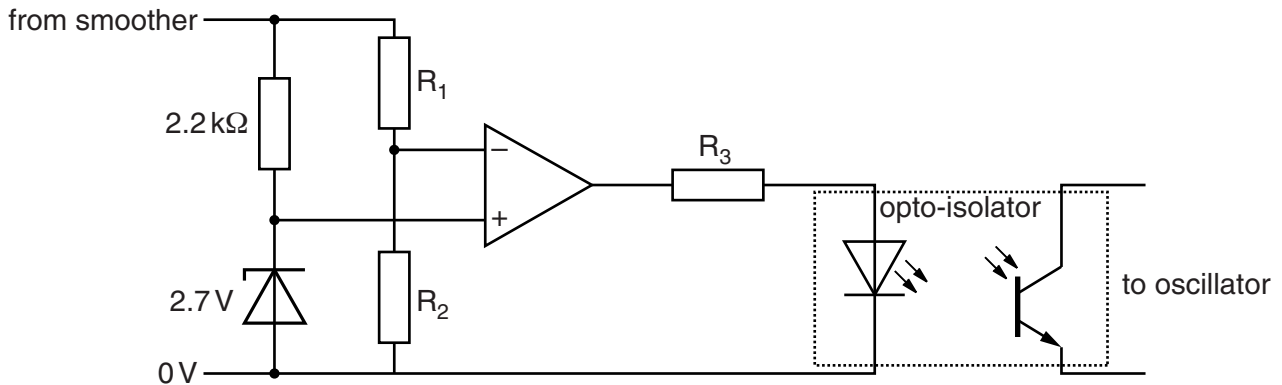 from smoother
R1
2.2 kΩ
−
R3
+
opto-isolator
2.7 V
R2
to oscillator
0 V